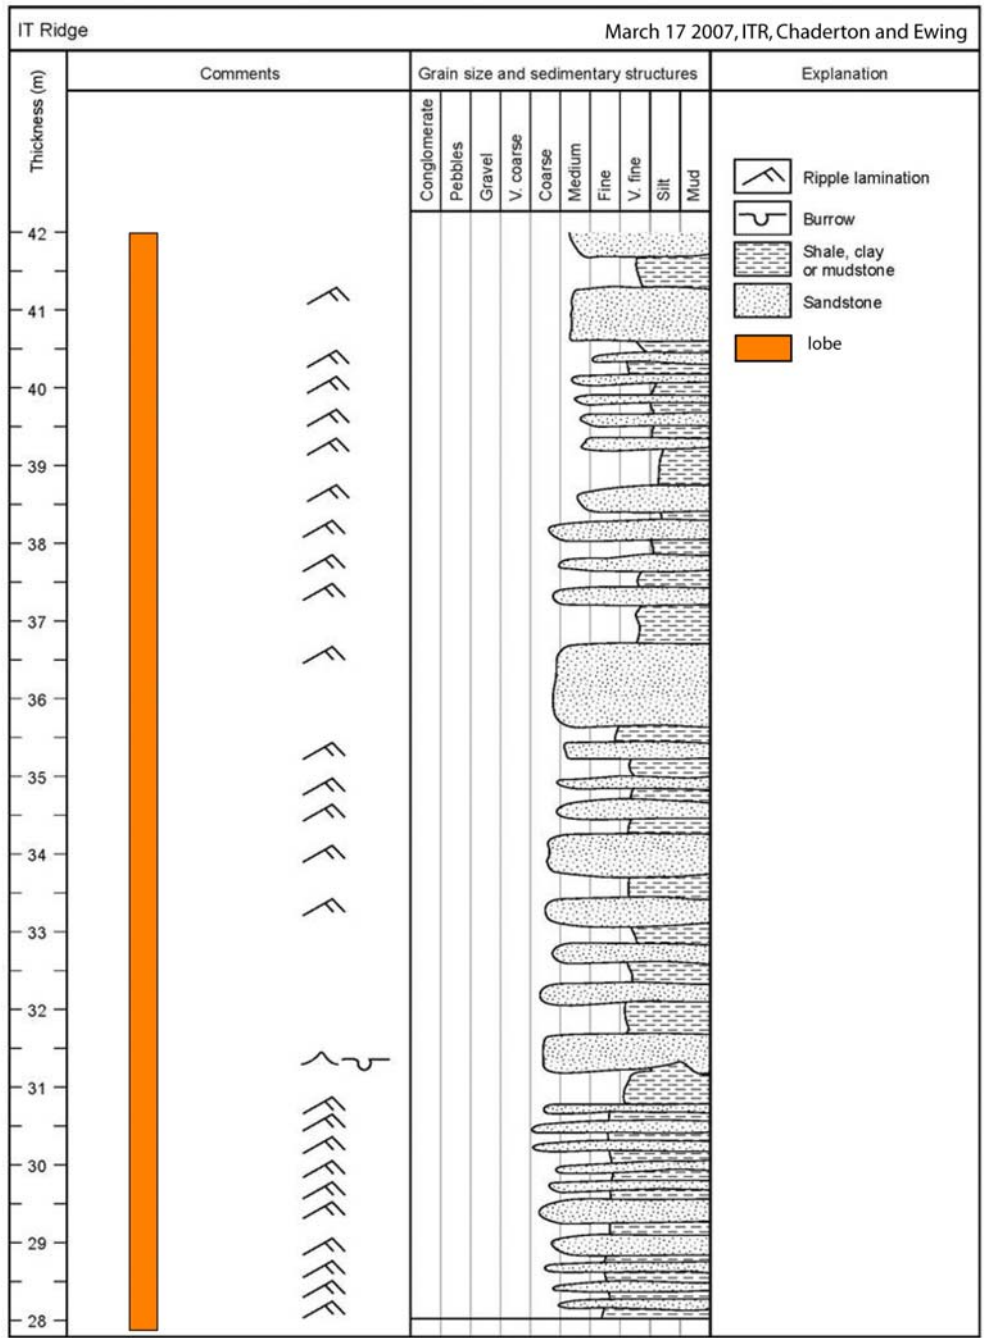 IT Ridge
March 17 2007, ITR, Chaderton and Ewing
Thickness (m)
Comments
Grain size and sedimentary structures
Explanation
Conglomerate
Pebbles
Gravel
V. coarse
Coarse
Medium
Fine
V. fine
Silt
Mud
Ripple lamination
Burrow
Shale, clay
or mudstone
Sandstone
lobe
42
41
40
39
38
37
36
35
34
33
32
31
30
29
28